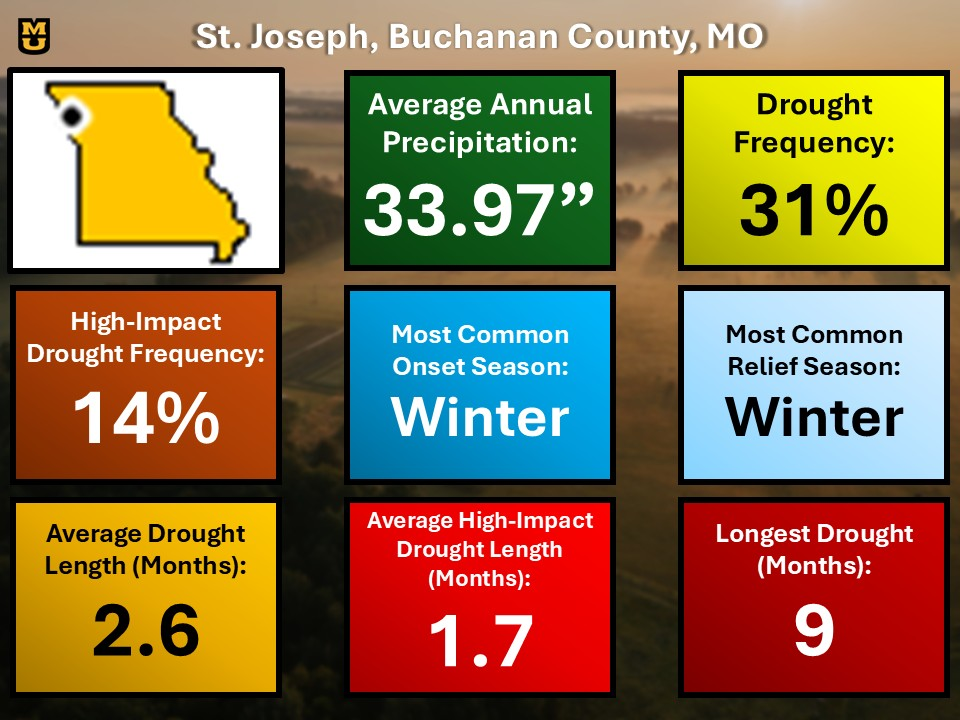 MU
St. Joseph, Buchanan County, MO
Average Annual
Precipitation:
33.97”
Drought
Frequency:
31%
High-Impact
Drought Frequency:
14%
Most Common
Onset Season:
Winter
Most Common
Relief Season:
Winter
Average Drought
Length (Months):
2.6
Average High-Impact
Drought Length
(Months):
1.7
Longest Drought
(Months):
9